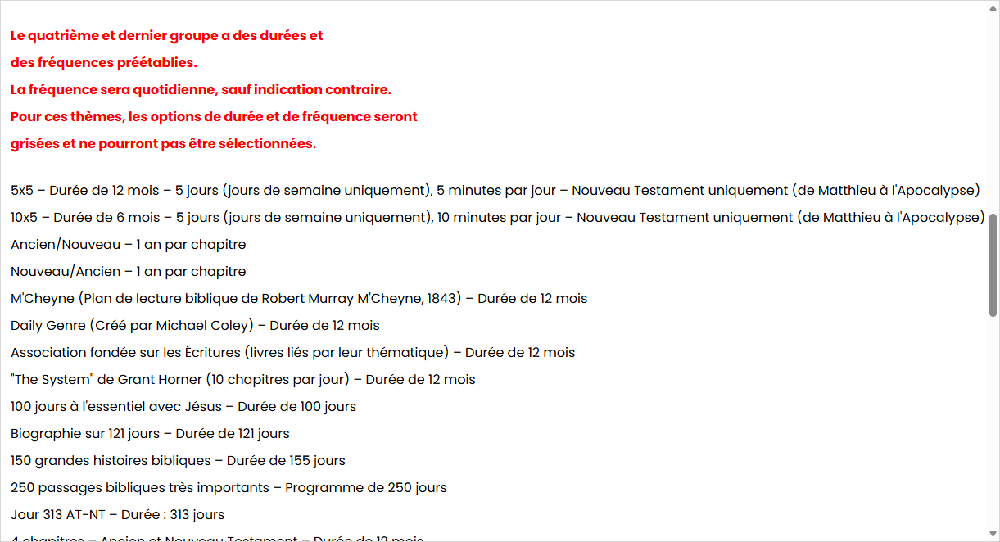 Le quatrième et dernier groupe a des durées et
des fréquences préétablies.
La fréquence sera quotidienne, sauf indication contraire.
Pour ces thèmes, les options de durée et de fréquence seront
grisées et ne pourront pas être sélectionnées.
5x5 – Durée de 12 mois – 5 jours (jours de semaine uniquement), 5 minutes par jour – Nouveau Testament uniquement (de Matthieu à l'Apocalypse)
10x5 – Durée de 6 mois – 5 jours (jours de semaine uniquement), 10 minutes par jour – Nouveau Testament uniquement (de Matthieu à l'Apocalypse)
Ancien/Nouveau – 1 an par chapitre
Nouveau/Ancien – 1 an par chapitre
M'Cheyne (Plan de lecture biblique de Robert Murray M'Cheyne, 1843) – Durée de 12 mois
Daily Genre (Créé par Michael Coley) – Durée de 12 mois
Association fondée sur les Écritures (livres liés par leur thématique) – Durée de 12 mois
"The System" de Grant Horner (10 chapitres par jour) – Durée de 12 mois
100 jours à l'essentiel avec Jésus – Durée de 100 jours
Biographie sur 121 jours – Durée de 121 jours
150 grandes histoires bibliques – Durée de 155 jours
250 passages bibliques très importants – Programme de 250 jours
Jour 313 AT-NT – Durée : 313 jours
4 chapitres – Ancien et Nouveau Testament – Durée de 12 mois